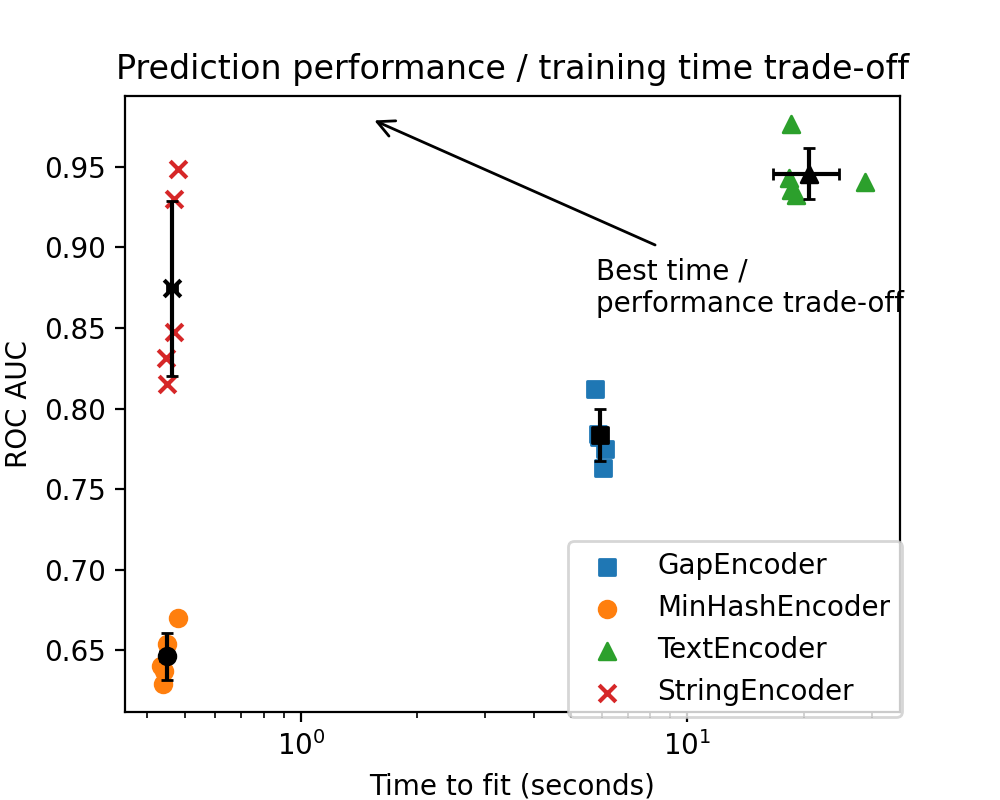 Prediction performance / training time trade-off
ROC AUC
0.95
0.90
0.85
0.80
0.75
0.70
0.65
Best time /
performance trade-off
GapEncoder
MinHashEncoder
TextEncoder
StringEncoder
10⁰
10¹
Time to fit (seconds)